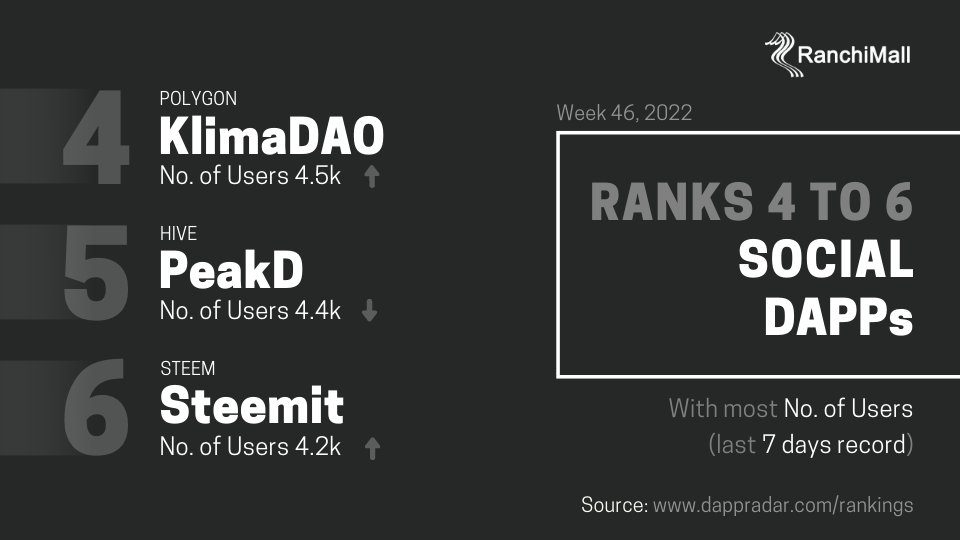 RanchiMall
4
POLYGON
KlimaDAO
No. of Users 4.5k
5
HIVE
PeakD
No. of Users 4.4k
6
STEEM
Steemit
No. of Users 4.2k
Week 46, 2022
RANKS 4 TO 6
SOCIAL
DAPPs
With most No. of Users
(last 7 days record)
Source: www.dappradar.com/rankings